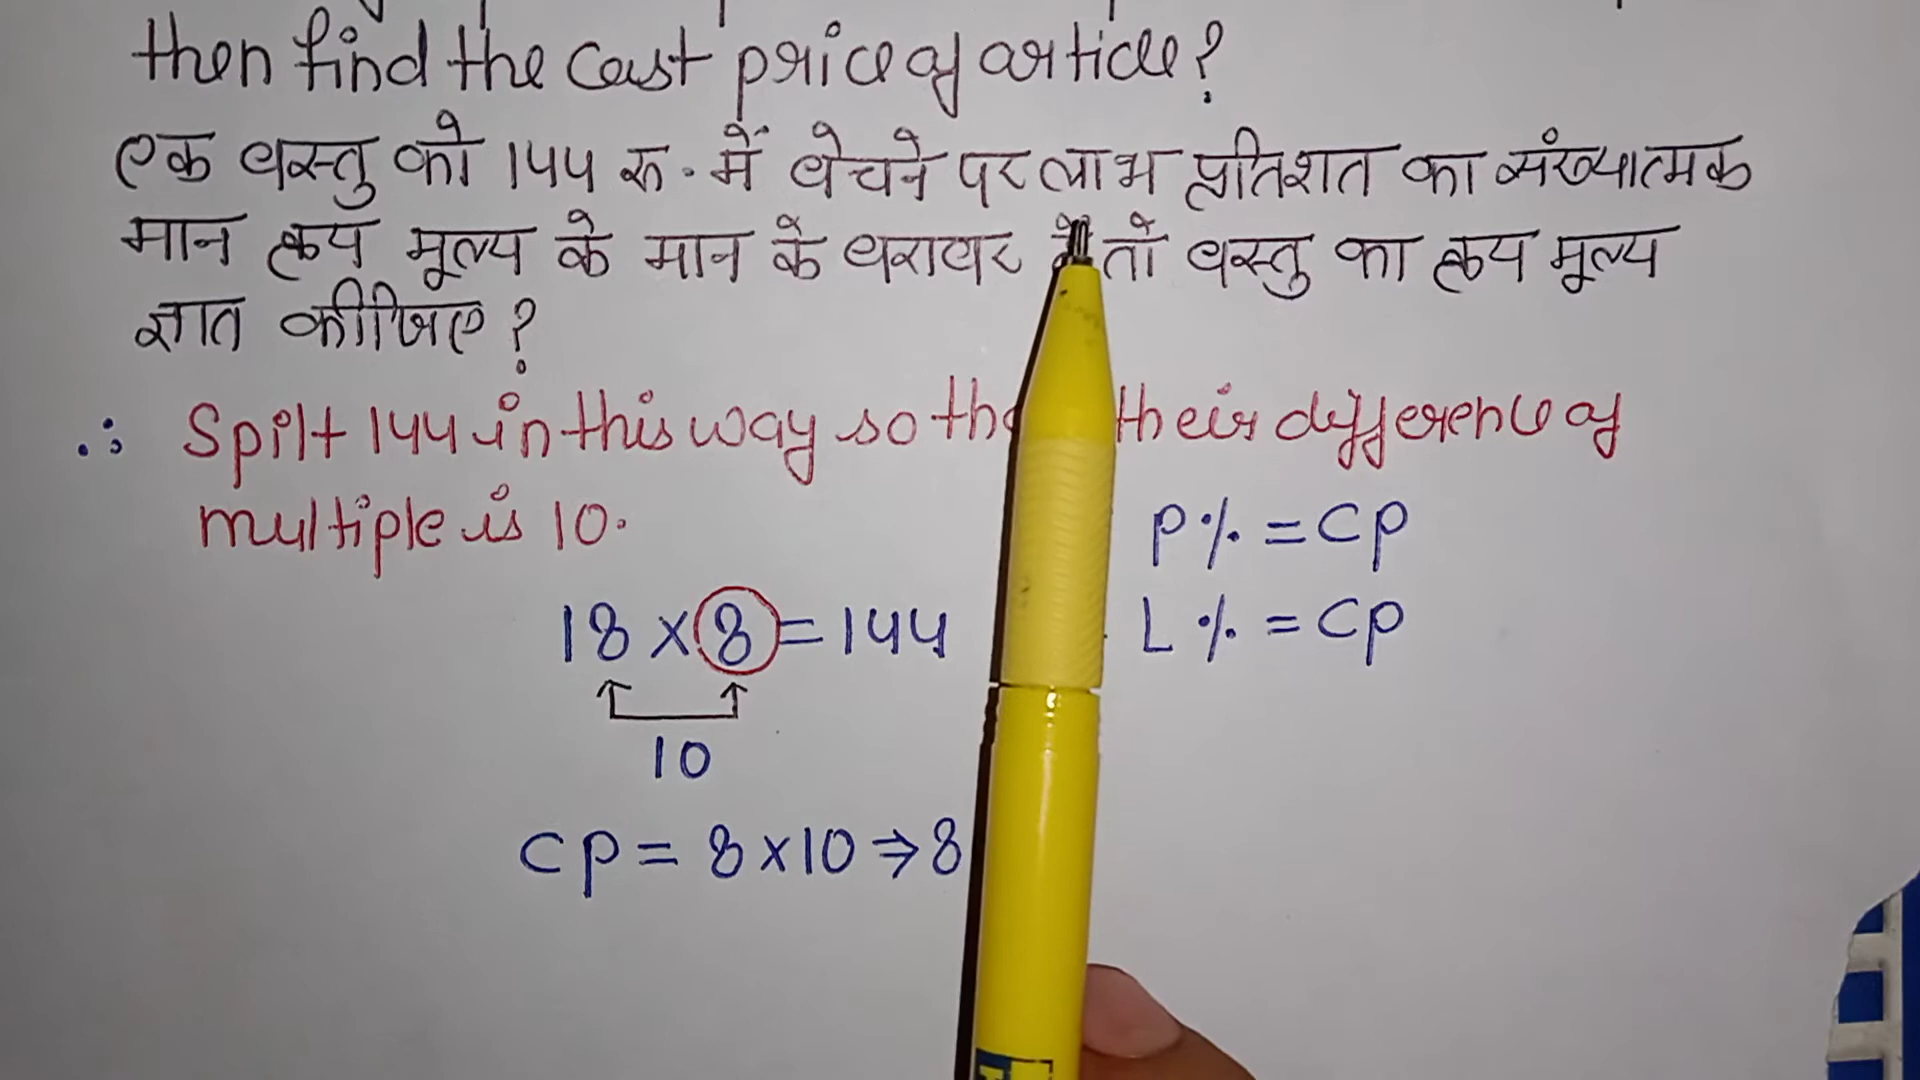 then find the cost price of article?
एक वस्तु को 144 रु. में बेचने पर लाभ प्रतिशत का संख्यात्मक
मान क्रय मूल्य के मान के बराबर तो वस्तु का क्रय मूल्य
ज्ञात कीजिए?
∴ Spilt 144 in this way so their difference of
multiple is 10.
P% = CP
18 × 8 = 144
L% = CP
10
CP = 8×10 ⇒ 8